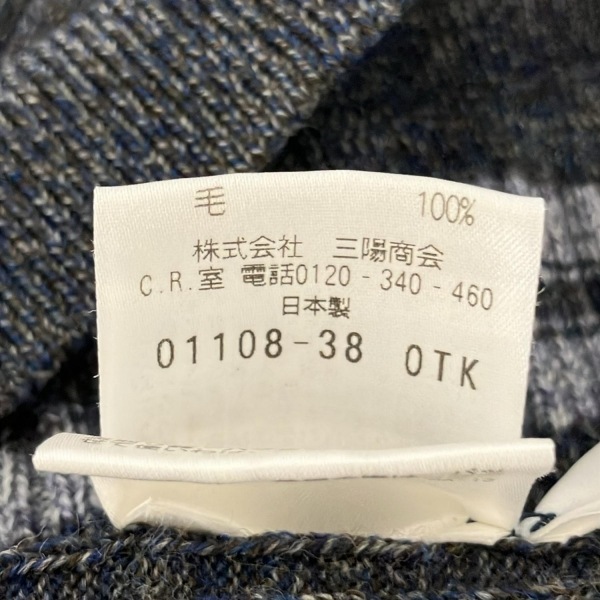 毛 100%
株式会社 三陽商会
C.R.室 電話0120-340-460
日本製
01108-38 0TK